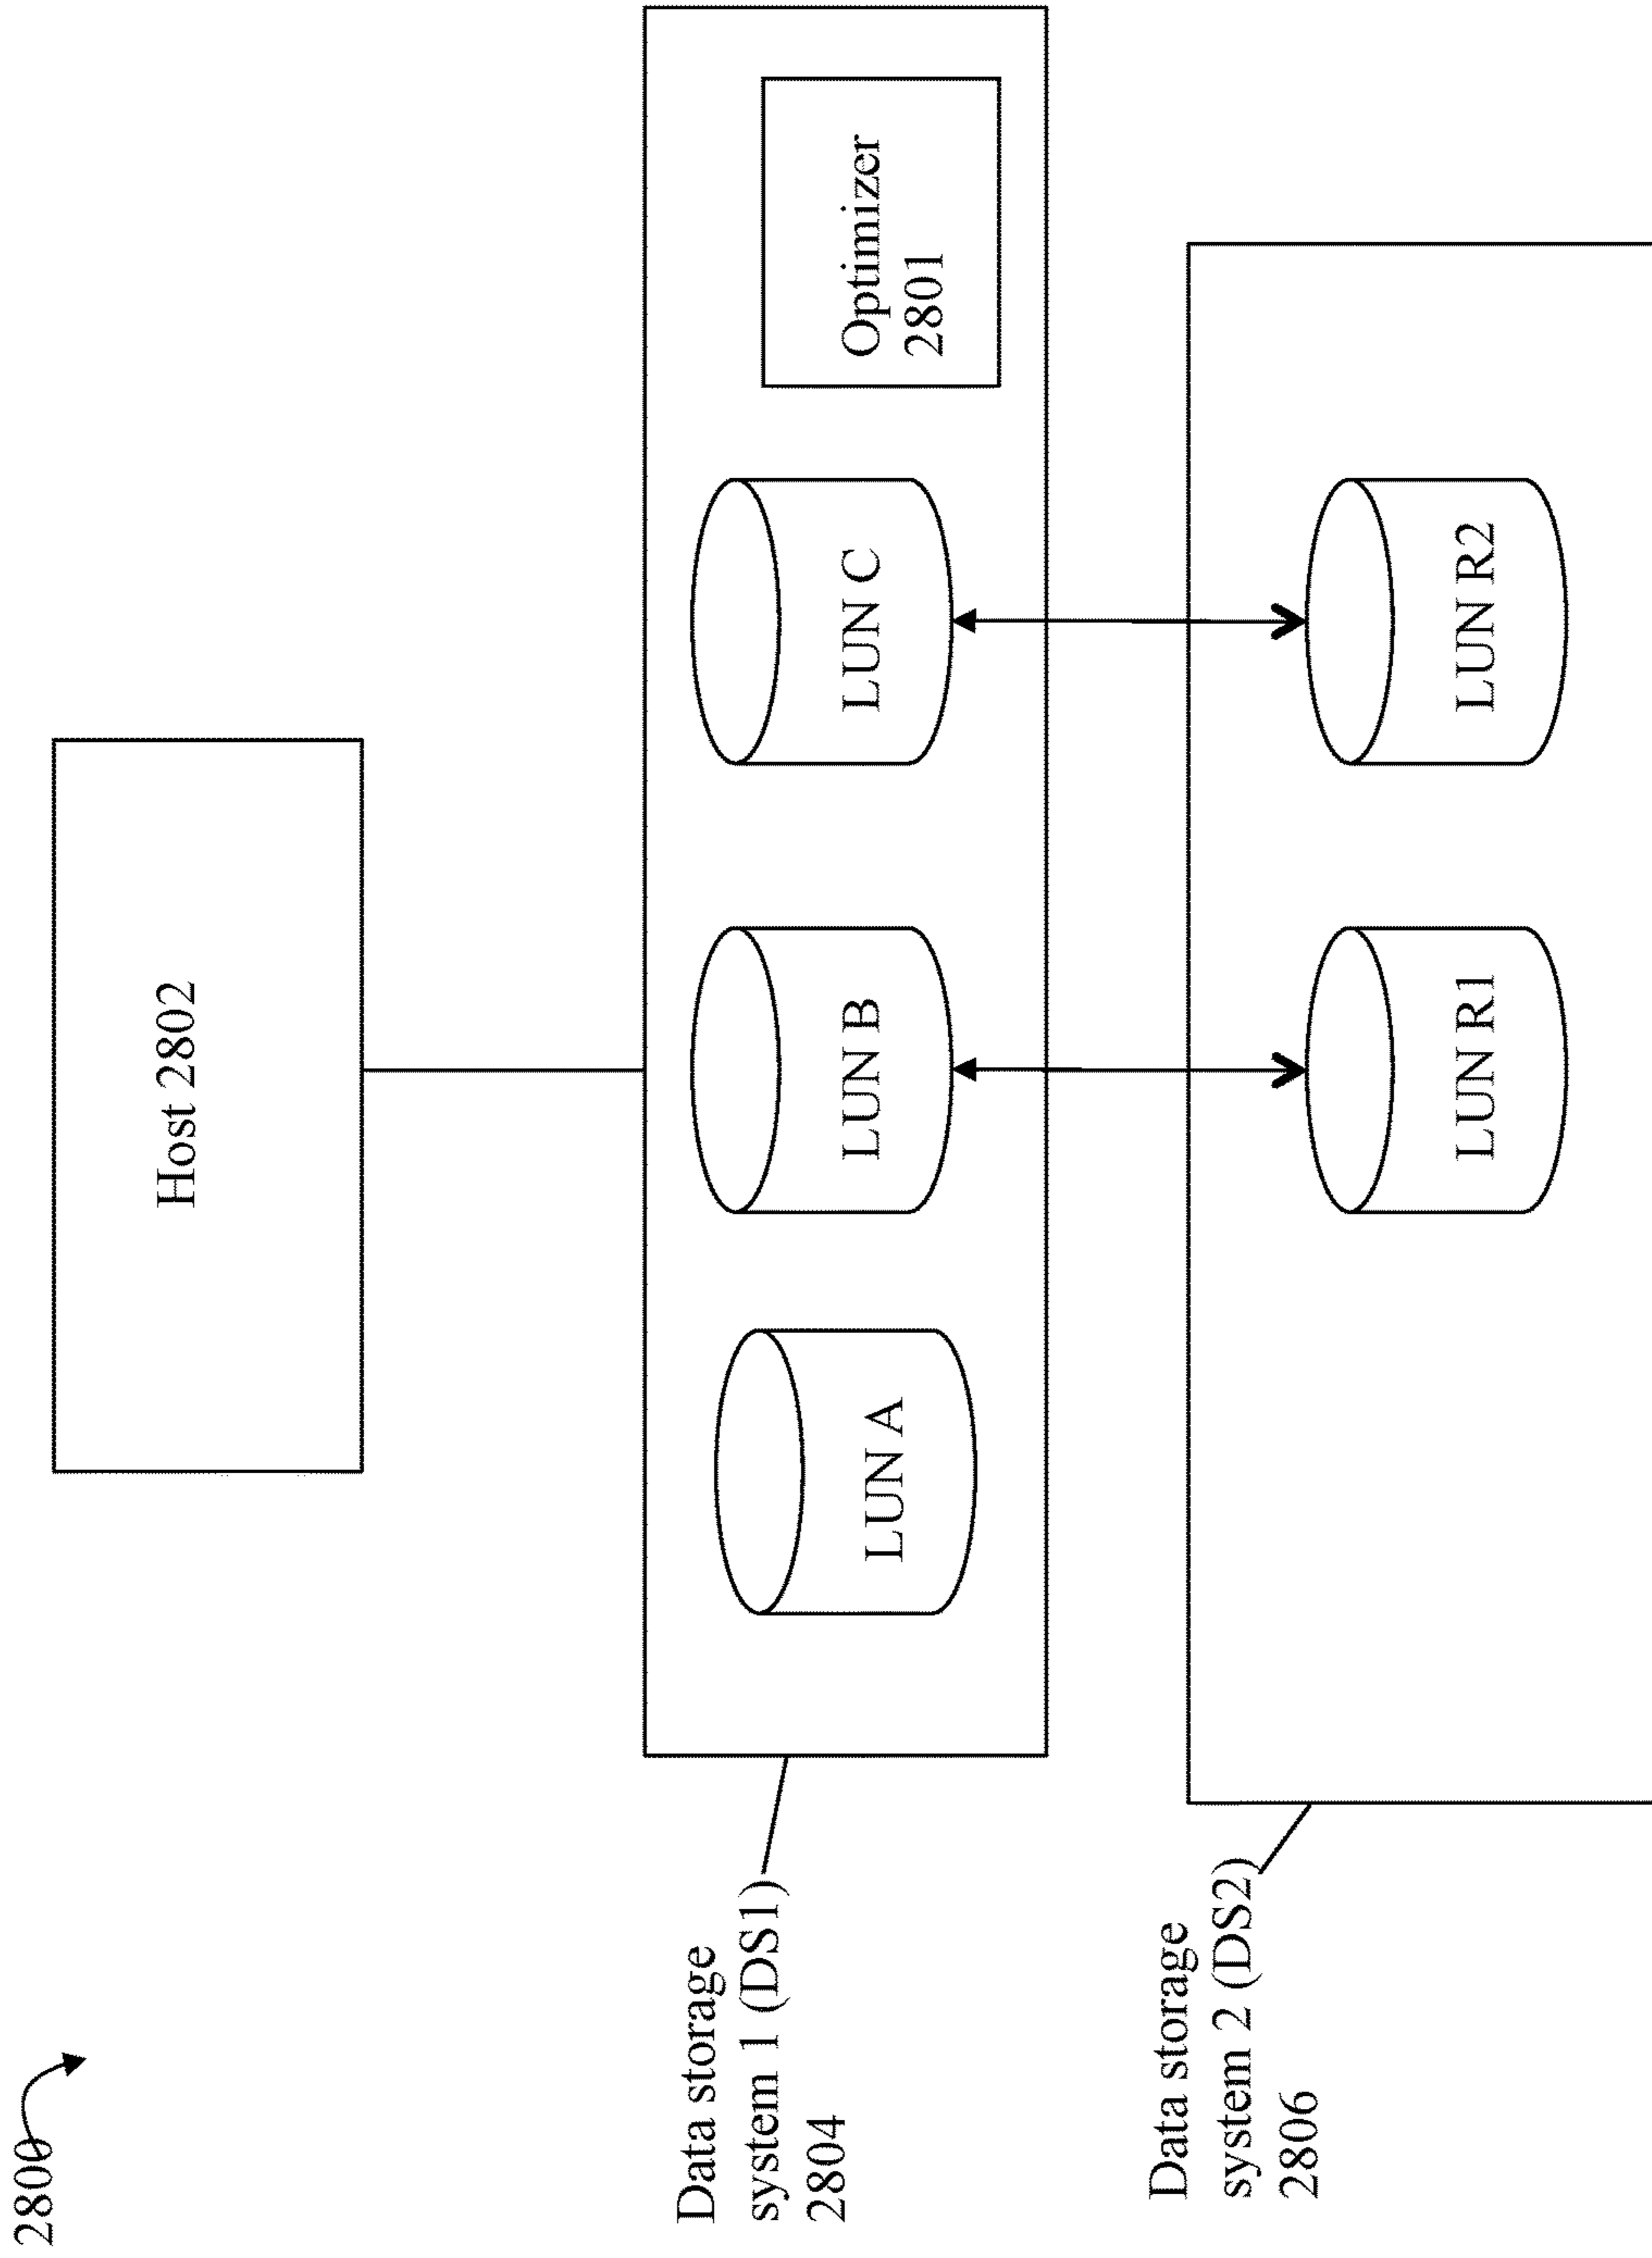 2800
Host 2802
Data storage
system 1 (DS1)
2804
LUN A
LUN B
LUN C
Optimizer
2801
Data storage
system 2 (DS2)
2806
LUN R1
LUN R2